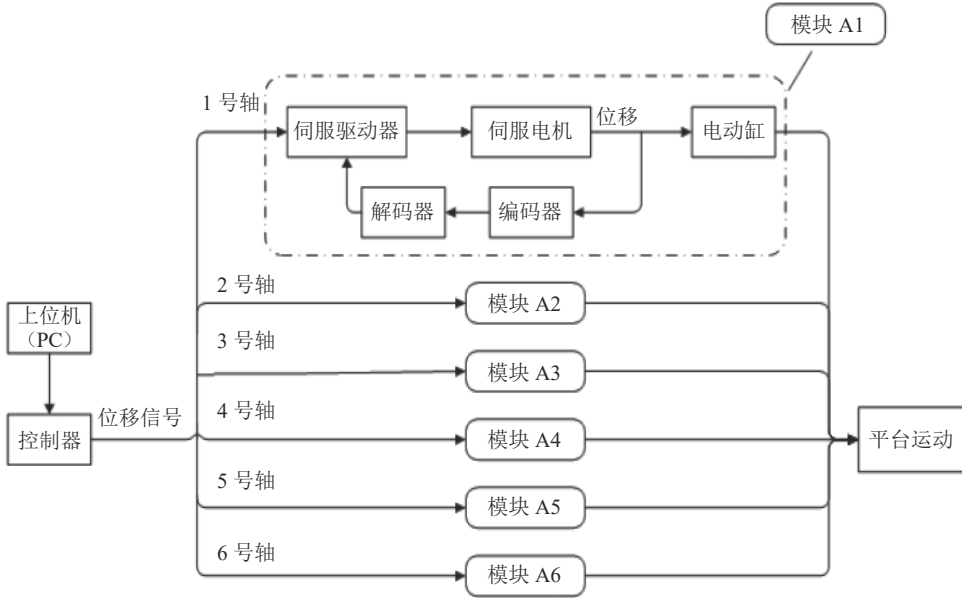 模块 A1
1 号轴
伺服驱动器
伺服电机
位移
电动缸
解码器
编码器
2 号轴
模块 A2
上位机
（PC）
3 号轴
模块 A3
4 号轴
位移信号
控制器
模块 A4
平台运动
5 号轴
模块 A5
6 号轴
模块 A6